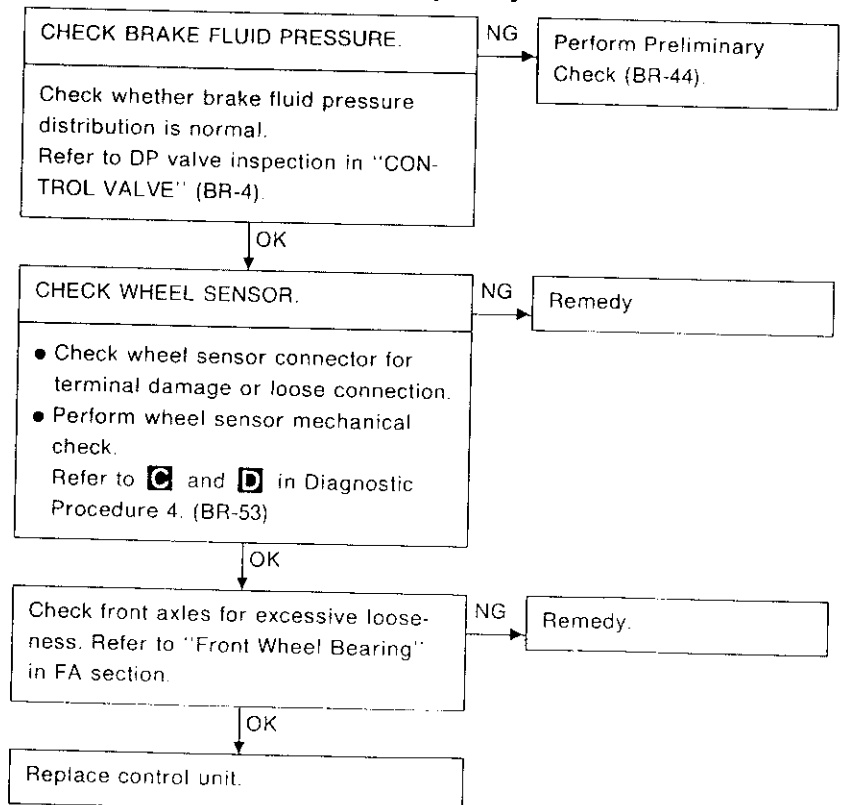 CHECK BRAKE FLUID PRESSURE.
NG
Perform Preliminary
Check (BR-44).
Check whether brake fluid pressure
distribution is normal.
Refer to DP valve inspection in "CON-
TROL VALVE" (BR-4).
OK
CHECK WHEEL SENSOR.
NG
Remedy
● Check wheel sensor connector for
terminal damage or loose connection.
● Perform wheel sensor mechanical
check.
Refer to C and D in Diagnostic
Procedure 4. (BR-53)
OK
Check front axles for excessive loose-
ness. Refer to "Front Wheel Bearing"
in FA section.
NG
Remedy.
OK
Replace control unit.